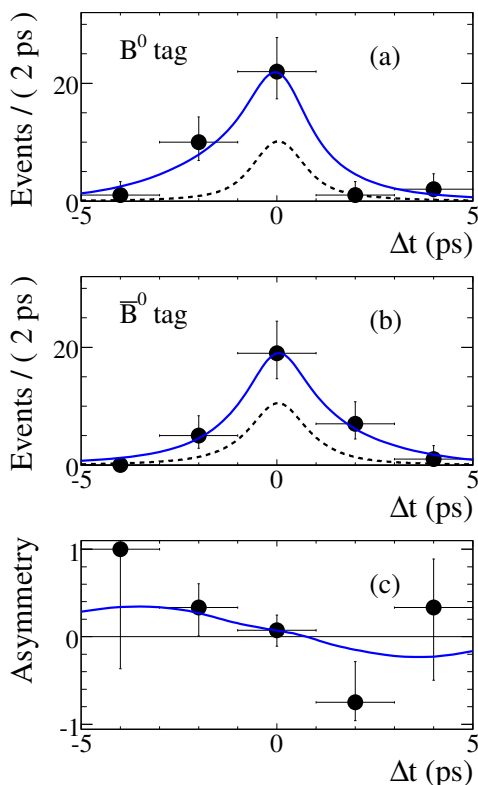 B⁰ tag
(a)
Events / ( 2 ps )
20
0
-5
0
5
Δt (ps)
B̅⁰ tag
(b)
Events / ( 2 ps )
20
0
-5
0
5
Δt (ps)
(c)
Asymmetry
1
0
-1
-5
0
5
Δt (ps)